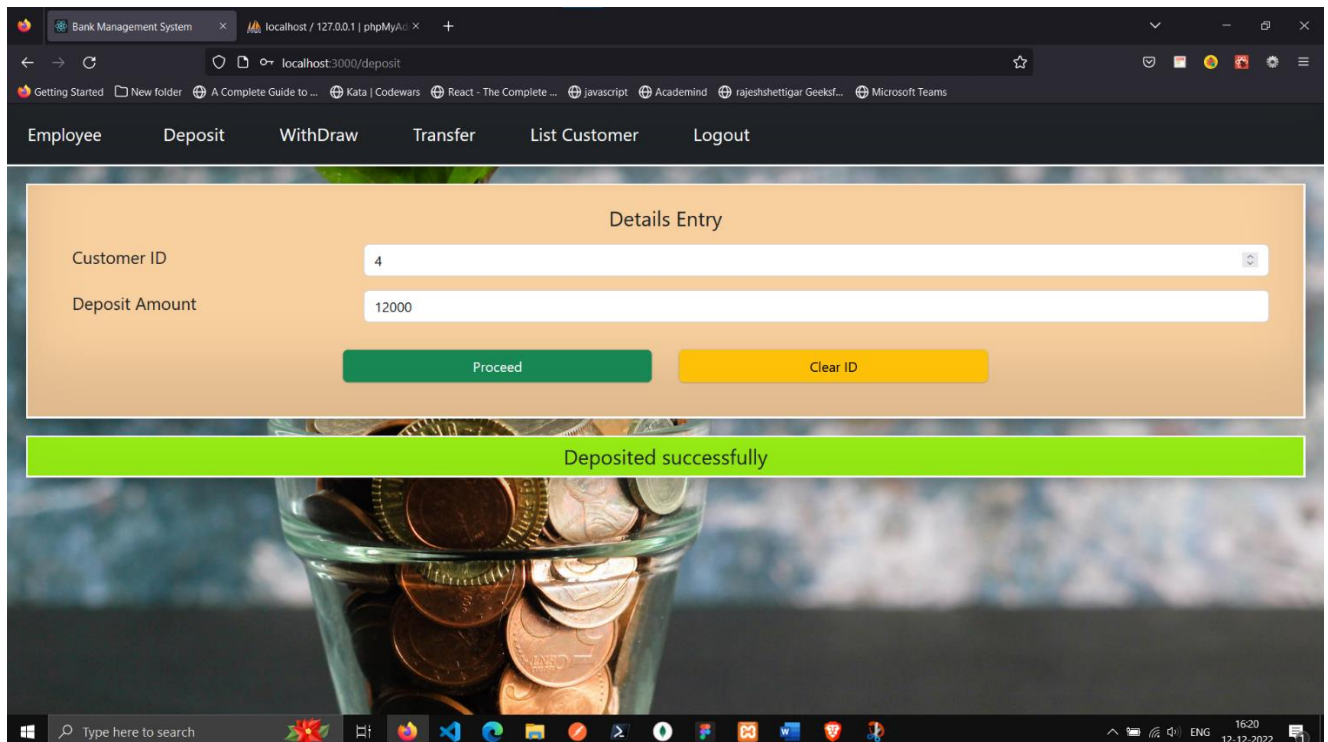 Bank Management System
localhost / 127.0.0.1 | phpMyAd
localhost:3000/deposit
Getting Started New folder A Complete Guide to ... Kata | Codewars React - The Complete ... javascript Academind rajeshshettigar Geeksf... Microsoft Teams
Employee Deposit WithDraw Transfer List Customer Logout
Details Entry
Customer ID 4
Deposit Amount 12000
Proceed Clear ID
Deposited successfully
CENT
Type here to search ENG 16:20
12-12-2022